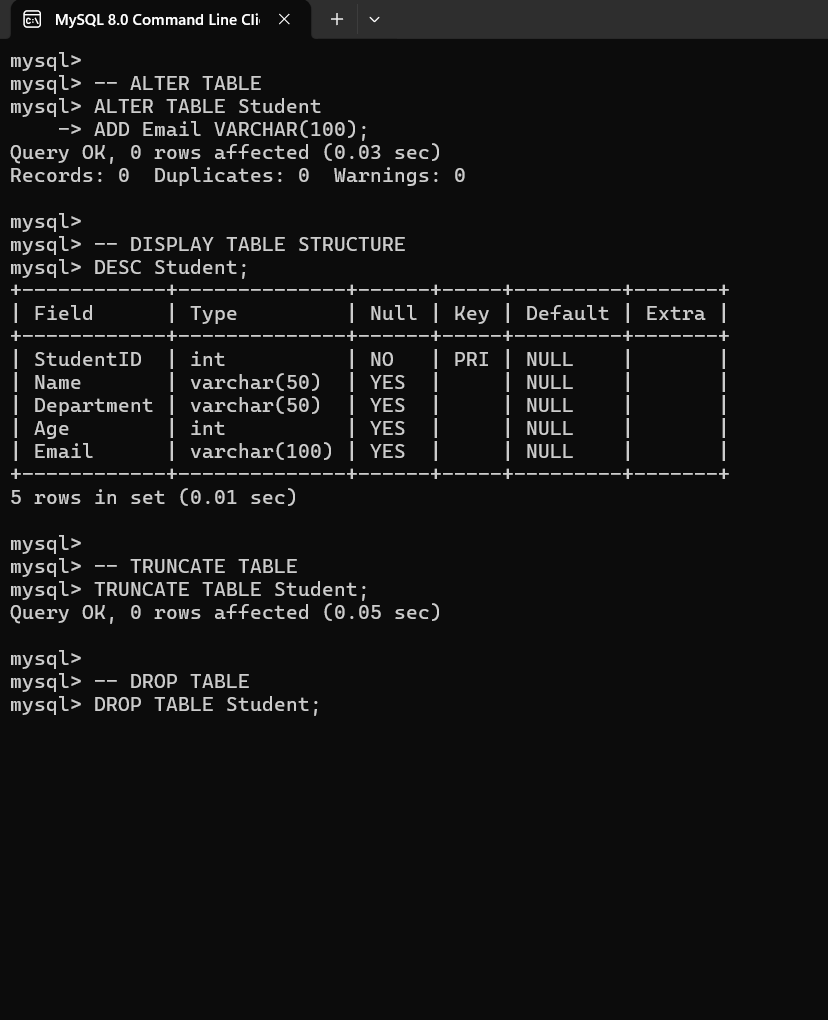 MySQL 8.0 Command Line Cli
mysql>
mysql> -- ALTER TABLE
mysql> ALTER TABLE Student
    -> ADD Email VARCHAR(100);
Query OK, 0 rows affected (0.03 sec)
Records: 0  Duplicates: 0  Warnings: 0
mysql>
mysql> -- DISPLAY TABLE STRUCTURE
mysql> DESC Student;
+------------+--------------+------+-----+---------+-------+
| Field      | Type         | Null | Key | Default | Extra |
+------------+--------------+------+-----+---------+-------+
| StudentID  | int          | NO   | PRI | NULL    |       |
| Name       | varchar(50)  | YES  |     | NULL    |       |
| Department | varchar(50)  | YES  |     | NULL    |       |
| Age        | int          | YES  |     | NULL    |       |
| Email      | varchar(100) | YES  |     | NULL    |       |
+------------+--------------+------+-----+---------+-------+
5 rows in set (0.01 sec)
mysql>
mysql> -- TRUNCATE TABLE
mysql> TRUNCATE TABLE Student;
Query OK, 0 rows affected (0.05 sec)
mysql>
mysql> -- DROP TABLE
mysql> DROP TABLE Student;